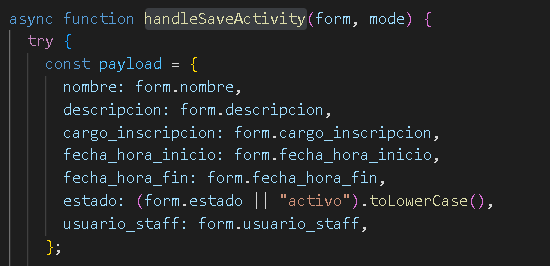 async function handleSaveActivity(form, mode) {
try {
const payload = {
nombre: form.nombre,
descripcion: form.descripcion,
cargo_inscripcion: form.cargo_inscripcion,
fecha_hora_inicio: form.fecha_hora_inicio,
fecha_hora_fin: form.fecha_hora_fin,
estado: (form.estado || "activo").toLowerCase(),
usuario_staff: form.usuario_staff,
};